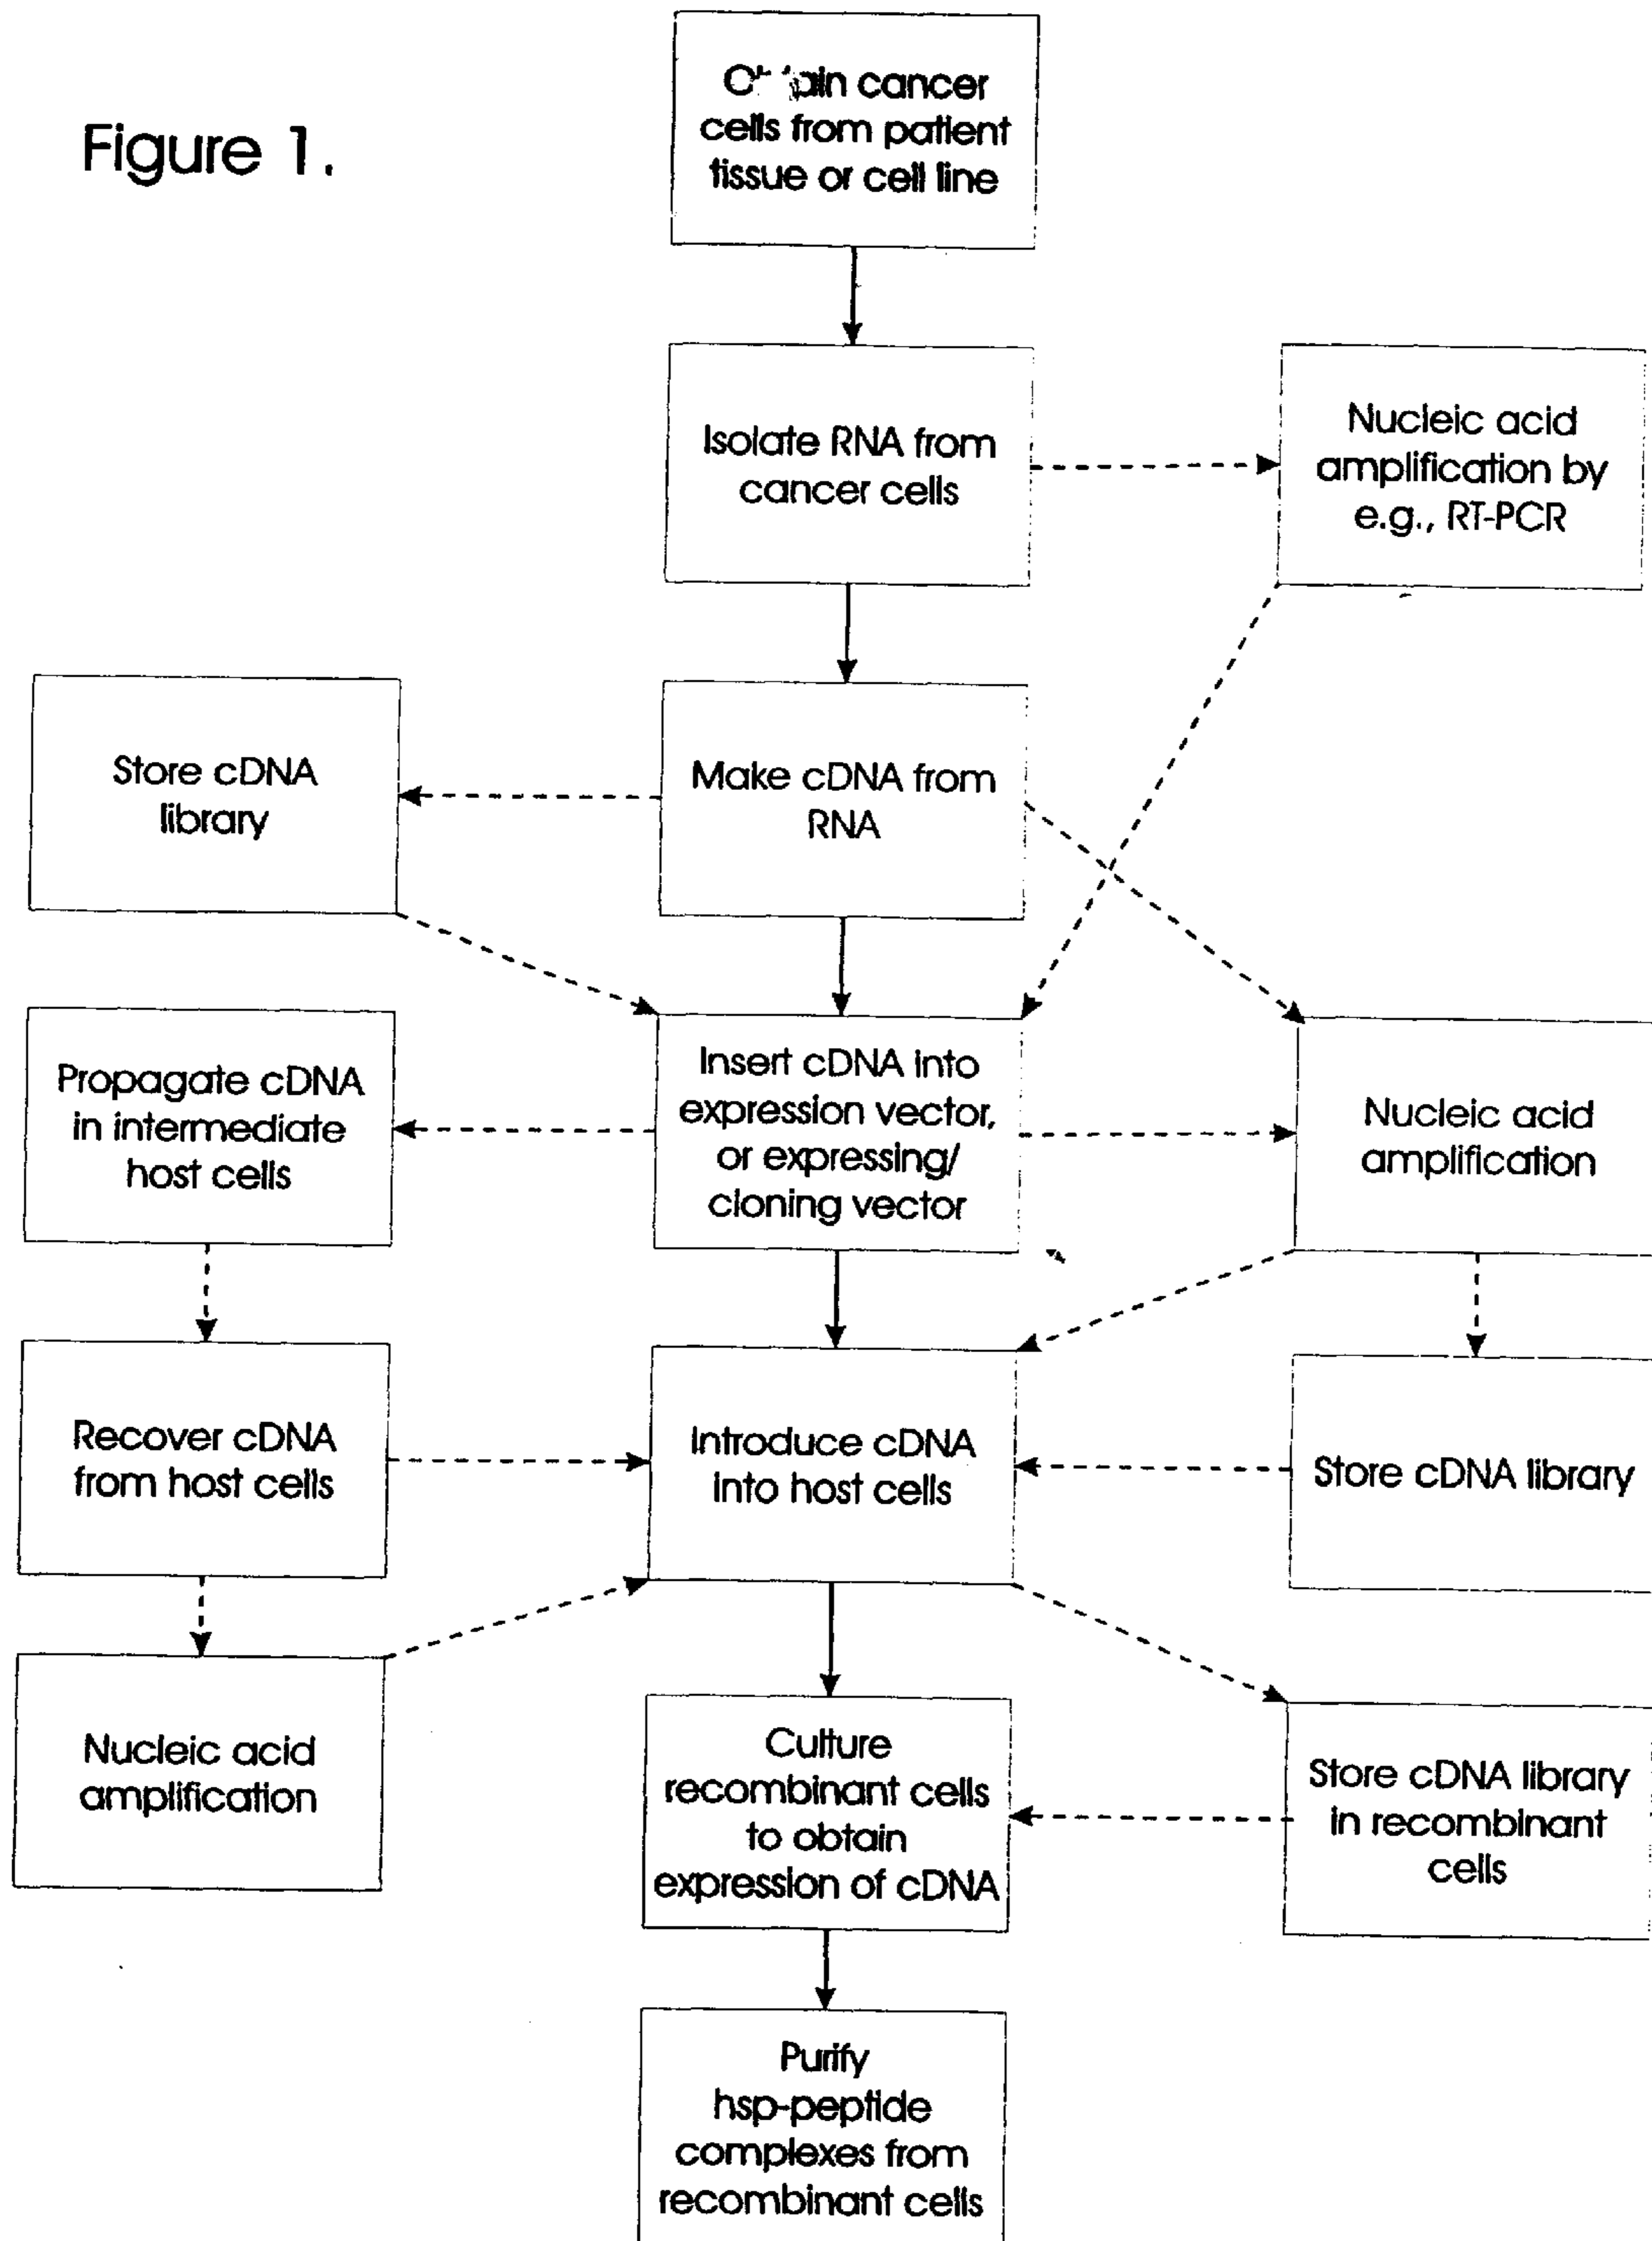 Figure 1.
cancer
cells from patient
tissue or cell line
Isolate RNA from
cancer cells
Nucleic acid
amplification by
e.g., RT-PCR
Store cDNA
library
Make cDNA from
RNA
Propagate cDNA
in intermediate
host cells
Insert cDNA into
expression vector,
or expressing/
cloning vector
Nucleic acid
amplification
Recover cDNA
from host cells
Introduce cDNA
into host cells
Store cDNA library
Nucleic acid
amplification
Culture
recombinant cells
to obtain
expression of cDNA
Store cDNA library
in recombinant
cells
Purify
hsp-peptide
complexes from
recombinant cells